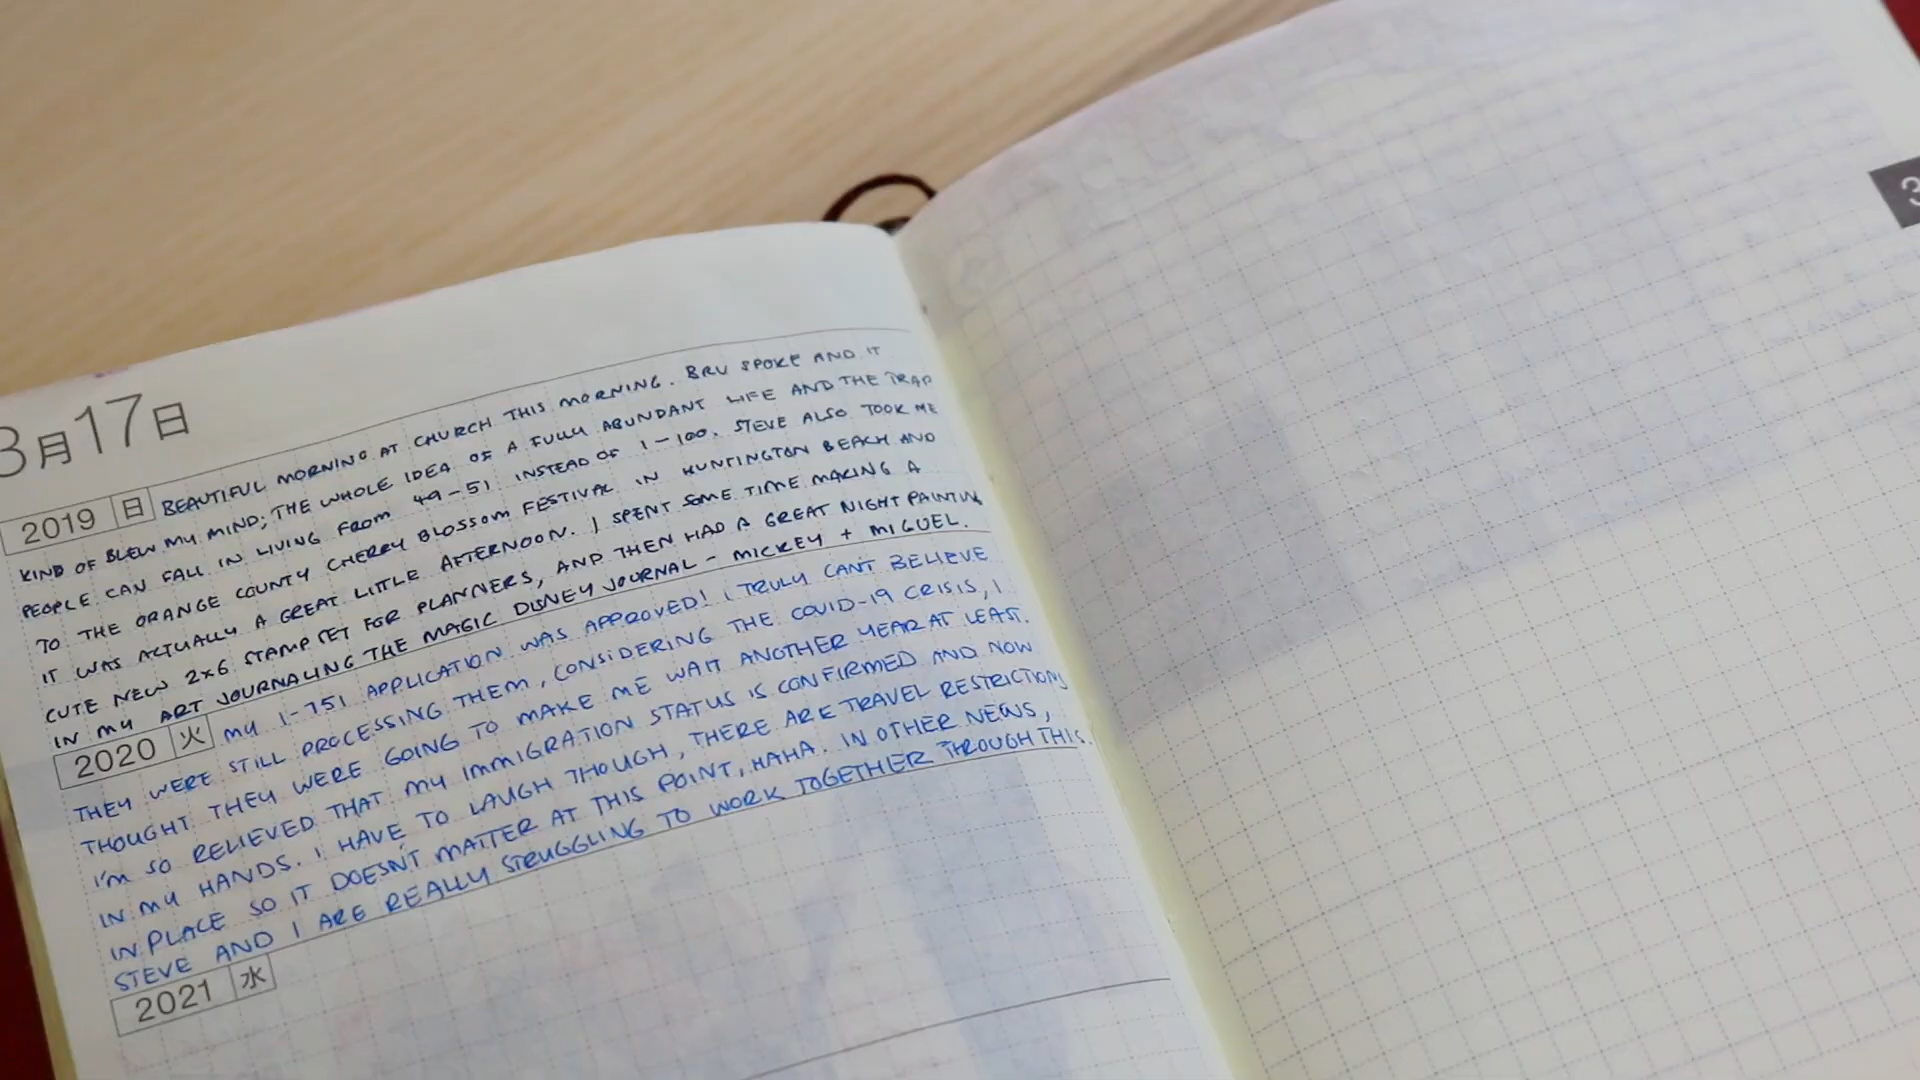 3月17日
2019 日 BEAUTIFUL MORNING AT CHURCH THIS MORNING. BRU SPOKE AND IT
KIND OF BLEW MY MIND; THE WHOLE IDEA OF A FULLY ABUNDANT LIFE AND THE TRAP
PEOPLE CAN FALL IN LIVING FROM 49-51 INSTEAD OF 1-100. STEVE ALSO TOOK ME
TO THE ORANGE COUNTY CHERRY BLOSSOM FESTIVAL IN HUNTINGTON BEACH AND
IT WAS ACTUALLY A GREAT LITTLE AFTERNOON. I SPENT SOME TIME MAKING A
CUTE NEW 2x6 STAMP SET FOR PLANNERS, AND THEN HAD A GREAT NIGHT PAINTING
IN MY ART JOURNALING THE MAGIC DISNEY JOURNAL - MICKEY + MIGUEL.
2020 火 MY I-751 APPLICATION WAS APPROVED! I TRULY CAN'T BELIEVE
THEY WERE STILL PROCESSING THEM, CONSIDERING THE COVID-19 CRISIS, I
THOUGHT THEY WERE GOING TO MAKE ME WAIT ANOTHER YEAR AT LEAST.
I'M SO RELIEVED THAT MY IMMIGRATION STATUS IS CONFIRMED AND NOW
IN MY HANDS. I HAVE TO LAUGH THOUGH, THERE ARE TRAVEL RESTRICTIONS
IN PLACE SO IT DOESN'T MATTER AT THIS POINT, HAHA. IN OTHER NEWS,
STEVE AND I ARE REALLY STRUGGLING TO WORK TOGETHER THROUGH THIS.
2021 水
3